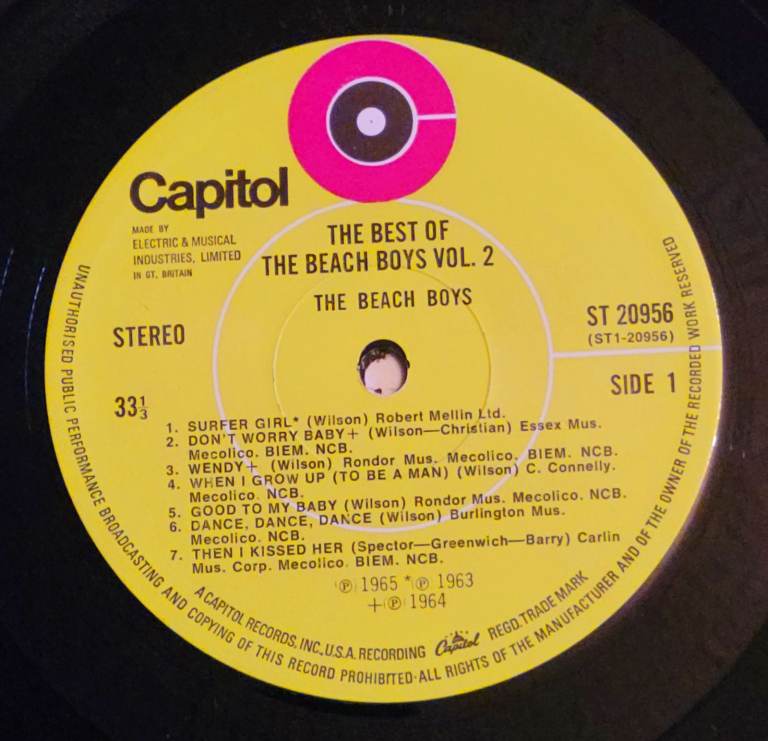 Capitol
MADE BY
ELECTRIC & MUSICAL
INDUSTRIES, LIMITED
IN GT. BRITAIN
THE BEST OF
THE BEACH BOYS VOL. 2
THE BEACH BOYS
STEREO
33⅓
ST 20956
(ST1-20956)
SIDE 1
1. SURFER GIRL* (Wilson) Robert Mellin Ltd.
2. DON'T WORRY BABY+ (Wilson—Christian) Essex Mus.
Mecolico. BIEM. NCB.
3. WENDY+ (Wilson) Rondor Mus. Mecolico. BIEM. NCB.
4. WHEN I GROW UP (TO BE A MAN) (Wilson) C. Connelly.
Mecolico. NCB.
5. GOOD TO MY BABY (Wilson) Rondor Mus. Mecolico. NCB.
6. DANCE, DANCE, DANCE (Wilson) Burlington Mus.
Mecolico. NCB.
7. THEN I KISSED HER (Spector—Greenwich—Barry) Carlin
Mus. Corp. Mecolico. BIEM. NCB.
℗ 1965 *℗ 1963
+℗ 1964
A CAPITOL RECORDS, INC., U.S.A. RECORDING Capitol REGD. TRADE MARK
UNAUTHORISED PUBLIC PERFORMANCE BROADCASTING AND COPYING OF THIS RECORD PROHIBITED·ALL RIGHTS OF THE MANUFACTURER AND OF THE OWNER OF THE RECORDED WORK RESERVED